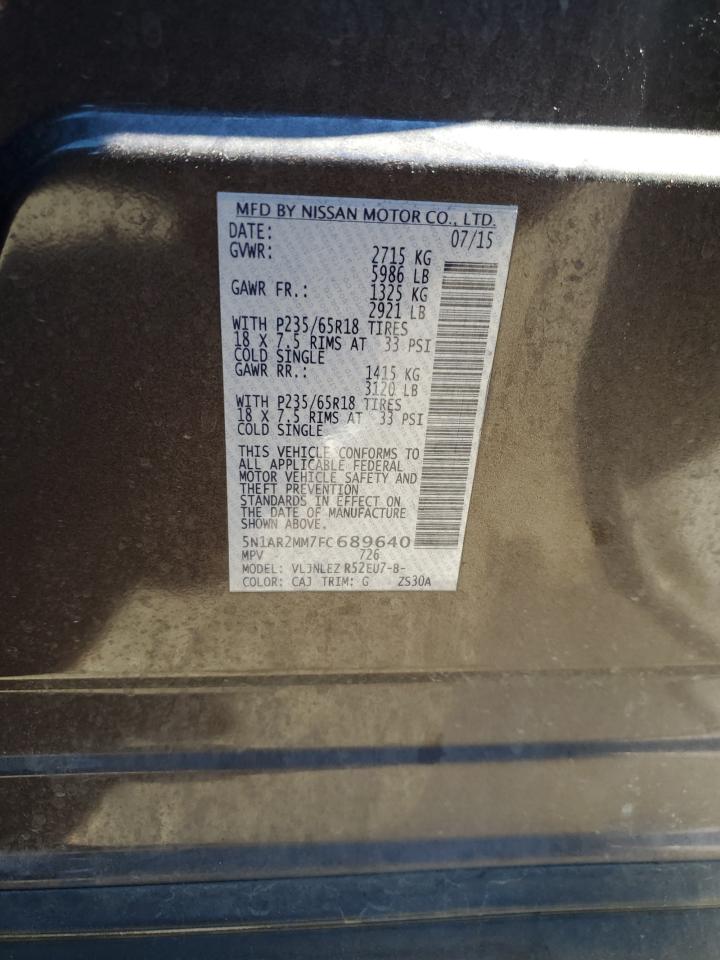 MFD BY NISSAN MOTOR CO., LTD.
DATE: 07/15
GVWR: 2715 KG
5986 LB
GAWR FR.: 1325 KG
2921 LB
WITH P235/65R18 TIRES
18 X 7.5 RIMS AT 33 PSI
COLD SINGLE
GAWR RR.: 1415 KG
3120 LB
WITH P235/65R18 TIRES
18 X 7.5 RIMS AT 33 PSI
COLD SINGLE
THIS VEHICLE CONFORMS TO
ALL APPLICABLE FEDERAL
MOTOR VEHICLE SAFETY AND
THEFT PREVENTION
STANDARDS IN EFFECT ON
THE DATE OF MANUFACTURE
SHOWN ABOVE.
5N1AR2MM7FC689640
MPV 726
MODEL: VLJNLEZ R52EU7-B-
COLOR: CAJ TRIM: G ZS30A